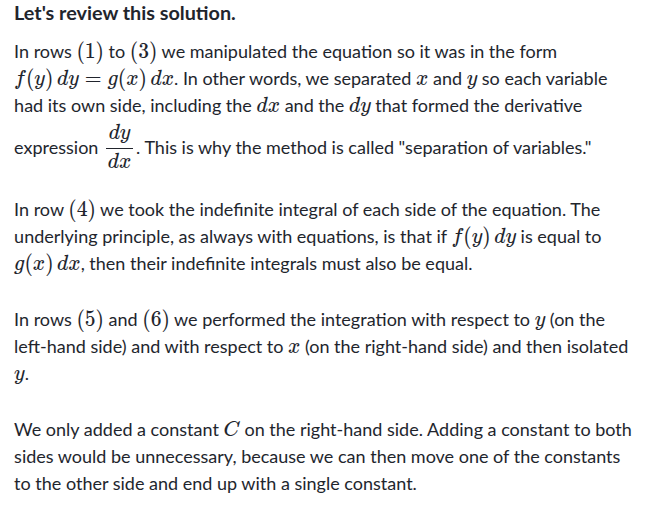 Let's review this solution.
In rows (1) to (3) we manipulated the equation so it was in the form
f(y) dy = g(x) dx. In other words, we separated x and y so each variable
had its own side, including the dx and the dy that formed the derivative
expression dy/dx. This is why the method is called "separation of variables."
In row (4) we took the indefinite integral of each side of the equation. The
underlying principle, as always with equations, is that if f(y) dy is equal to
g(x) dx, then their indefinite integrals must also be equal.
In rows (5) and (6) we performed the integration with respect to y (on the
left-hand side) and with respect to x (on the right-hand side) and then isolated
y.
We only added a constant C on the right-hand side. Adding a constant to both
sides would be unnecessary, because we can then move one of the constants
to the other side and end up with a single constant.